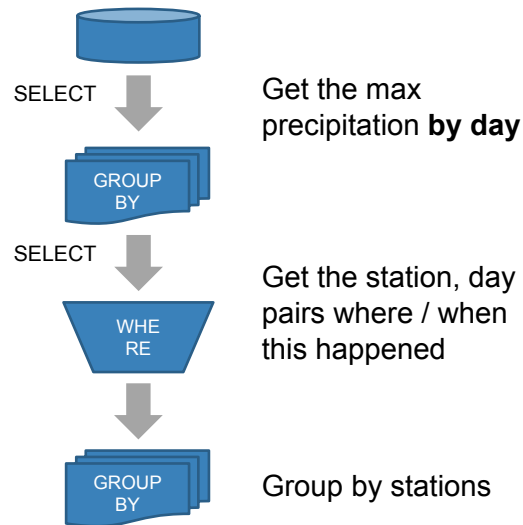 SELECT
Get the max
precipitation by day
GROUP
BY
SELECT
Get the station, day
pairs where / when
this happened
WHE
RE
GROUP
BY
Group by stations